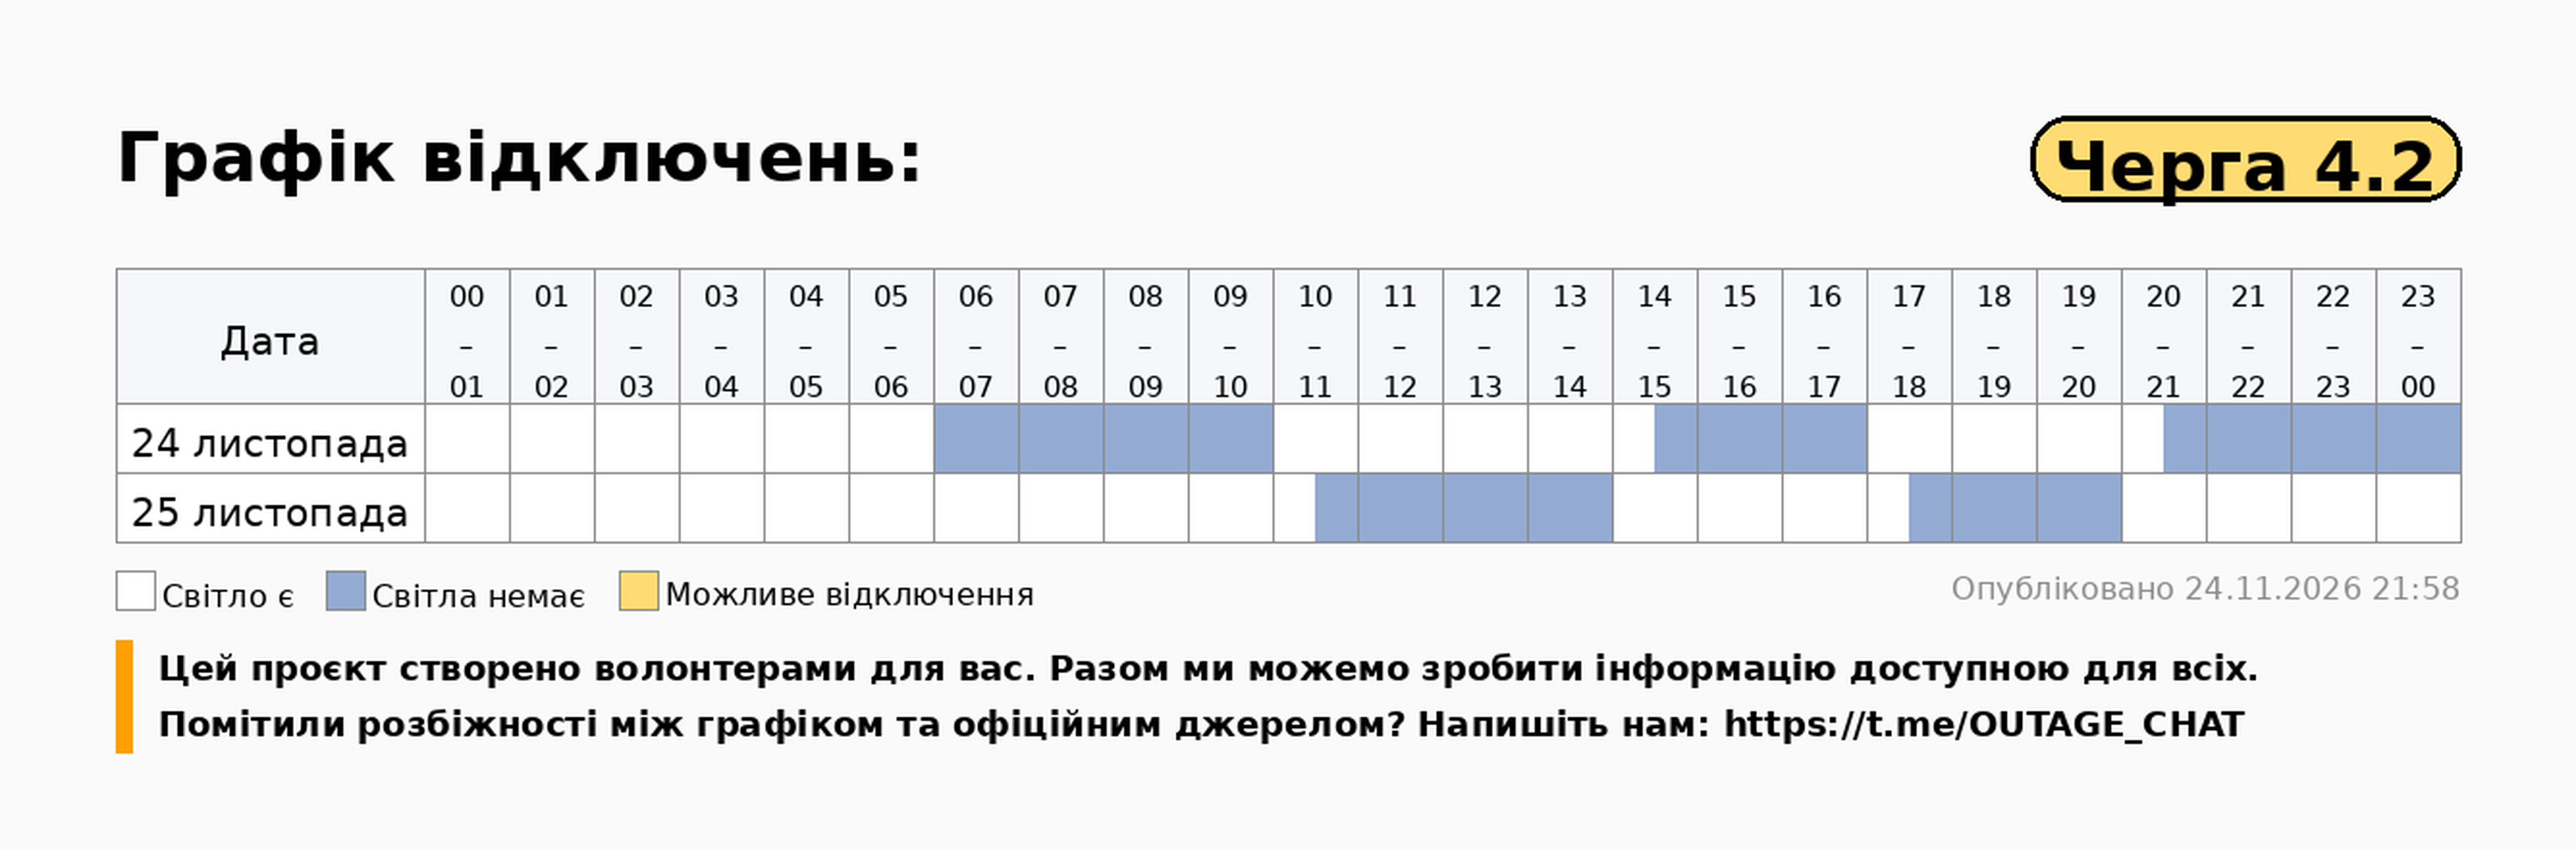 Графік відключень:
Черга 4.2
Дата 00 – 01 01 – 02 02 – 03 03 – 04 04 – 05 05 – 06 06 – 07 07 – 08 08 – 09 09 – 10 10 – 11 11 – 12 12 – 13 13 – 14 14 – 15 15 – 16 16 – 17 17 – 18 18 – 19 19 – 20 20 – 21 21 – 22 22 – 23 23 – 00
24 листопада
25 листопада
Світло є Світла немає Можливе відключення
Опубліковано 24.11.2026 21:58
Цей проєкт створено волонтерами для вас. Разом ми можемо зробити інформацію доступною для всіх.
Помітили розбіжності між графіком та офіційним джерелом? Напишіть нам: https://t.me/OUTAGE_CHAT